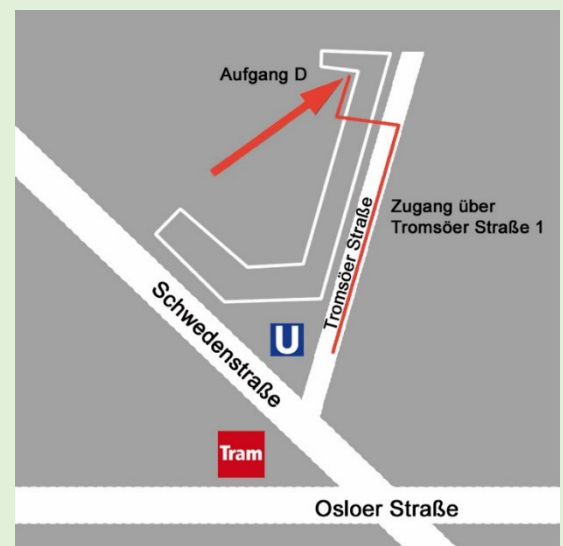 Aufgang D
Zugang über
Tromsöer Straße 1
Tromsöer Straße
Schwedenstraße
U
Tram
Osloer Straße